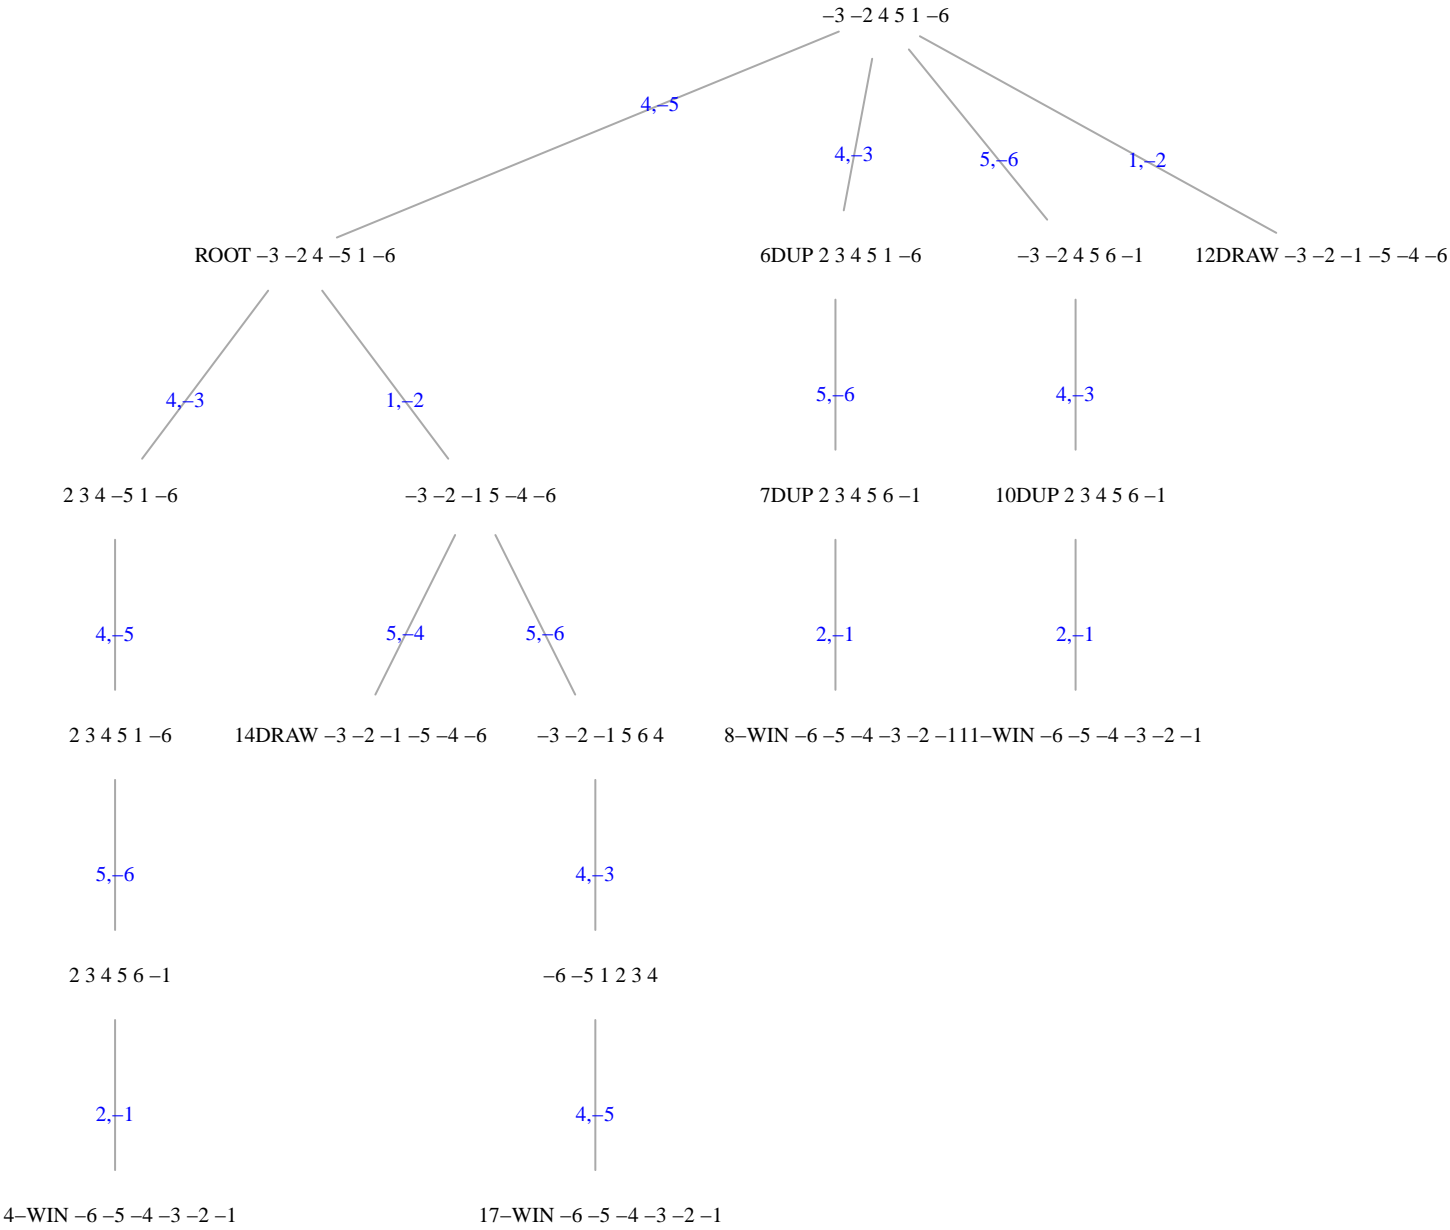 −3 −2 4 5 1 −6
4,−5
4,−3
5,−6
1,−2
ROOT −3 −2 4 −5 1 −6
6DUP 2 3 4 5 1 −6
−3 −2 4 5 6 −1
12DRAW −3 −2 −1 −5 −4 −6
4,−3
1,−2
5,−6
4,−3
2 3 4 −5 1 −6
−3 −2 −1 5 −4 −6
7DUP 2 3 4 5 6 −1
10DUP 2 3 4 5 6 −1
4,−5
5,−4
5,−6
2,−1
2,−1
2 3 4 5 1 −6
14DRAW −3 −2 −1 −5 −4 −6
−3 −2 −1 5 6 4
8−WIN −6 −5 −4 −3 −2 −1
11−WIN −6 −5 −4 −3 −2 −1
5,−6
4,−3
2 3 4 5 6 −1
−6 −5 1 2 3 4
2,−1
4,−5
4−WIN −6 −5 −4 −3 −2 −1
17−WIN −6 −5 −4 −3 −2 −1